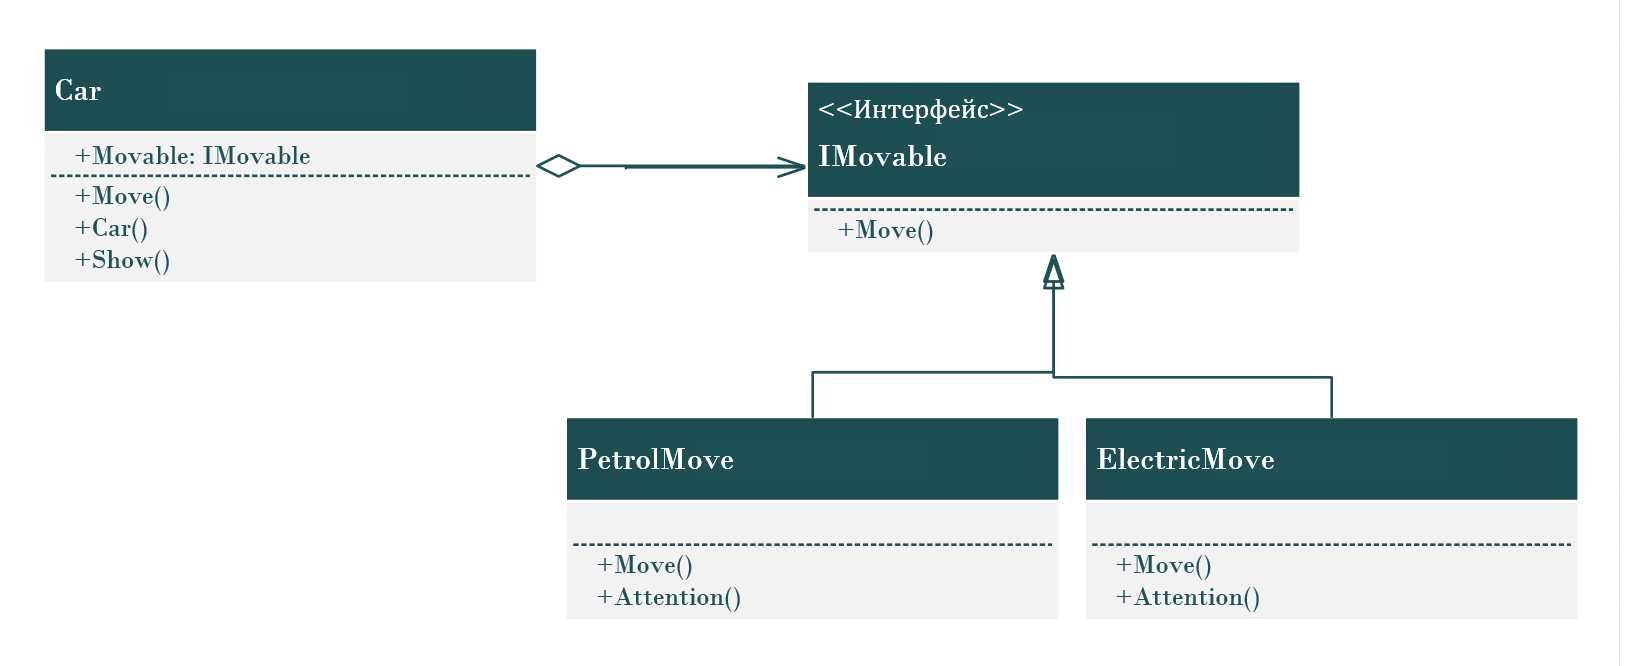 Car
+Movable: IMovable
+Move()
+Car()
+Show()
<<Интерфейс>>
IMovable
+Move()
PetrolMove
+Move()
+Attention()
ElectricMove
+Move()
+Attention()